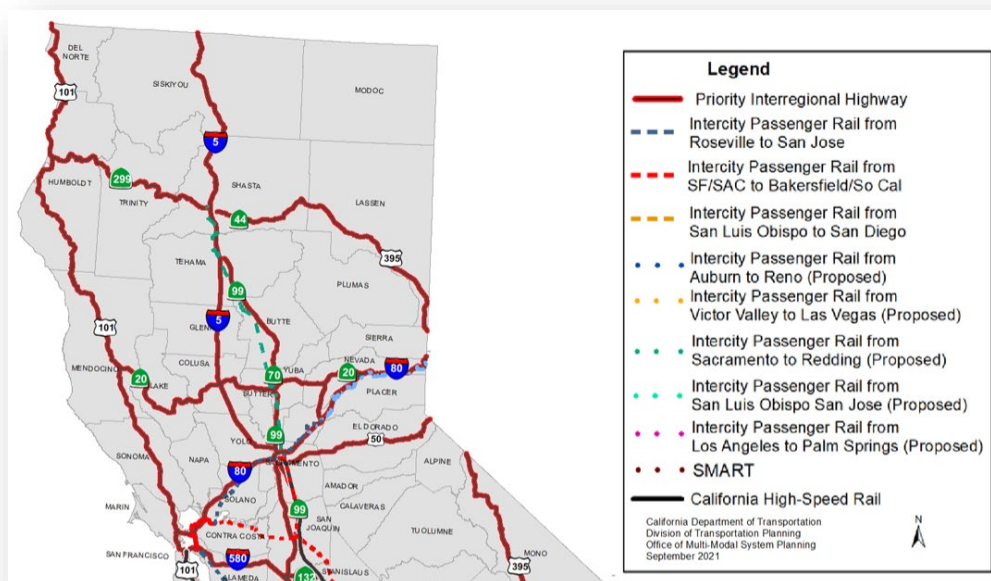 DEL
NORTE
SISKIYOU
MODOC
101
5
HUMBOLDT
299
TRINITY
SHASTA
LASSEN
44
395
TEHAMA
PLUMAS
99
BUTTE
5
GLENN
SIERRA
101
COLUSA
NEVADA
80
MENDOCINO
20
LAKE
70
YUBA
20
PLACER
SUTTER
99
ELDORADO
50
YOLO
SONOMA
NAPA
80
SACRAMENTO
ALPINE
AMADOR
SOLANO
MARIN
99
CALAVERAS
SAN
JOAQUIN
CONTRA COSTA
TUOLUMNE
SAN FRANCISCO
101
580
ALAMEDA
132
STANISLAUS
MONO
395
Legend
Priority Interregional Highway
Intercity Passenger Rail from
Roseville to San Jose
Intercity Passenger Rail from
SF/SAC to Bakersfield/So Cal
Intercity Passenger Rail from
San Luis Obispo to San Diego
Intercity Passenger Rail from
Auburn to Reno (Proposed)
Intercity Passenger Rail from
Victor Valley to Las Vegas (Proposed)
Intercity Passenger Rail from
Sacramento to Redding (Proposed)
Intercity Passenger Rail from
San Luis Obispo San Jose (Proposed)
Intercity Passenger Rail from
Los Angeles to Palm Springs (Proposed)
SMART
California High-Speed Rail
California Department of Transportation
Division of Transportation Planning
Office of Multi-Modal System Planning
September 2021
N